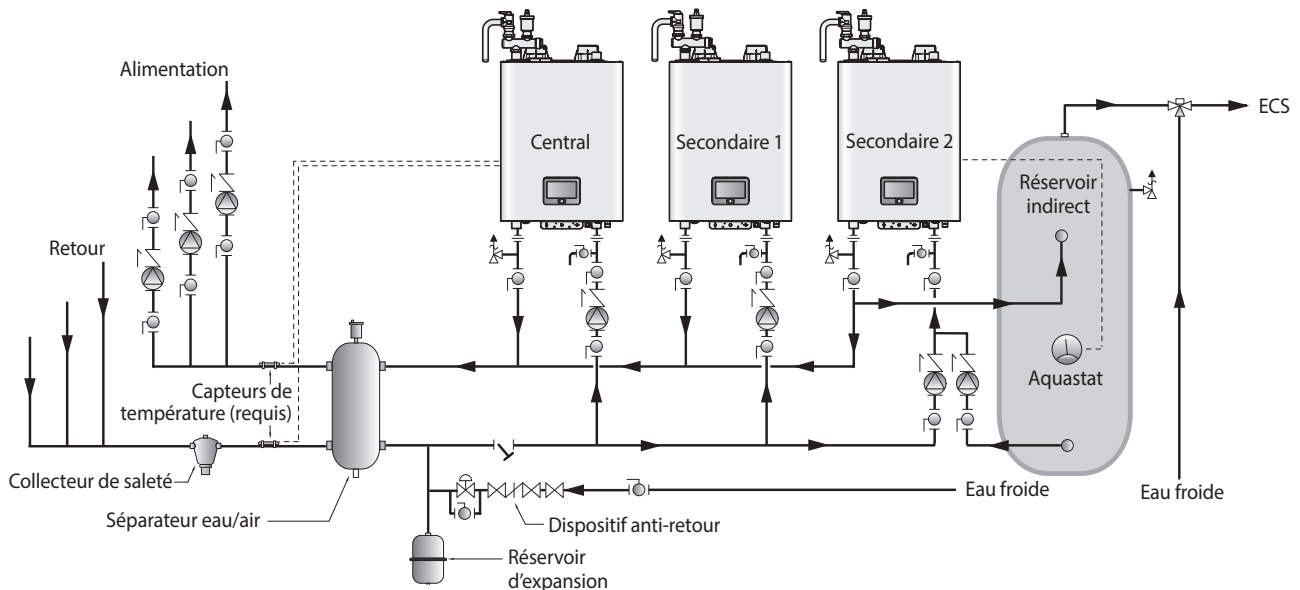 Alimentation
ECS
Central
Secondaire 1
Secondaire 2
Réservoir
indirect
Retour
Aquastat
Capteurs de
température (requis)
Collecteur de saleté
Eau froide
Eau froide
Séparateur eau/air
Dispositif anti-retour
Réservoir
d'expansion